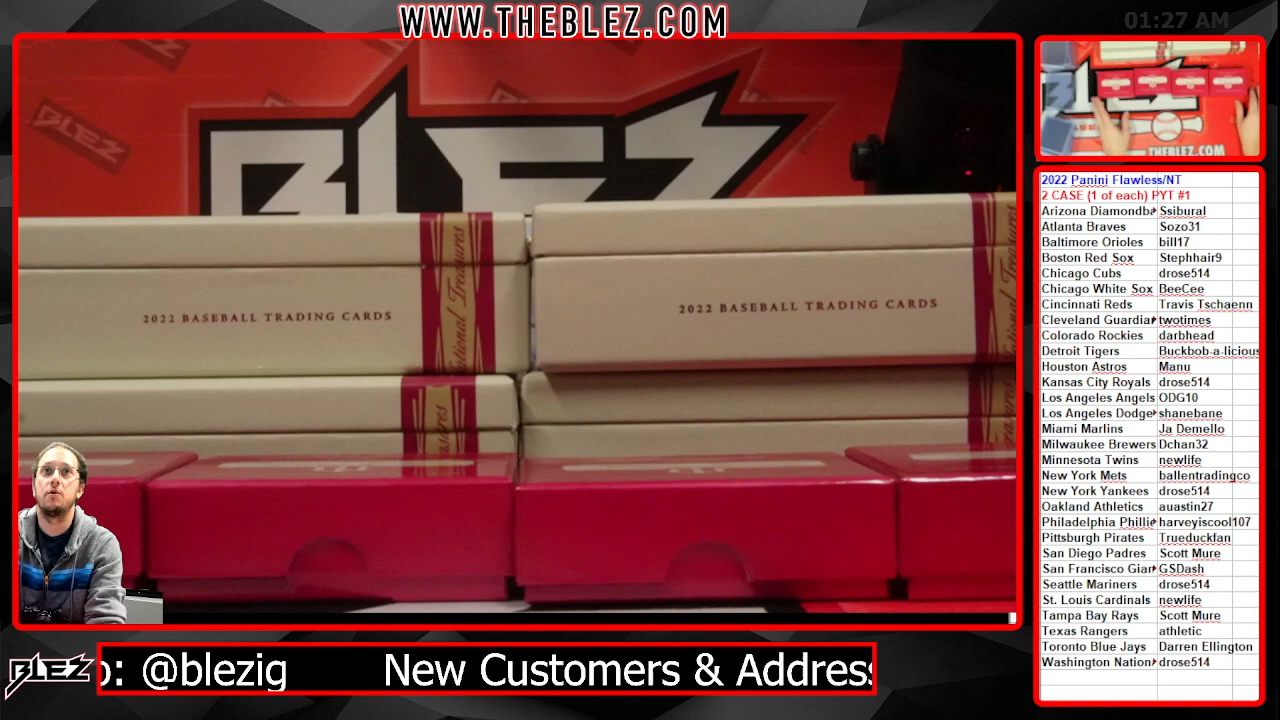 WWW.THEBLEZ.COM
01:27 AM
BLEZ
BLEZ
2022 BASEBALL TRADING CARDS
2022 BASEBALL TRADING CARDS
National Treasures
THEBLEZ.COM
2022 Panini Flawless/NT
2 CASE (1 of each) PYT #1
Arizona Diamondba Ssibural
Atlanta Braves Sozo31
Baltimore Orioles bill17
Boston Red Sox Stephhair9
Chicago Cubs drose514
Chicago White Sox BeeCee
Cincinnati Reds Travis Tschaenn
Cleveland Guardian twotimes
Colorado Rockies darbhead
Detroit Tigers Buckbob-a-licious
Houston Astros Manu
Kansas City Royals drose514
Los Angeles Angels ODG10
Los Angeles Dodge shanebane
Miami Marlins Ja Demello
Milwaukee Brewers Dchan32
Minnesota Twins newlife
New York Mets ballentradingco
New York Yankees drose514
Oakland Athletics auastin27
Philadelphia Phillie harveyiscool107
Pittsburgh Pirates Trueduckfan
San Diego Padres Scott Mure
San Francisco Gian GSDash
Seattle Mariners drose514
St. Louis Cardinals newlife
Tampa Bay Rays Scott Mure
Texas Rangers athletic
Toronto Blue Jays Darren Ellington
Washington Nation drose514
BLEZ
o: @blezig New Customers & Address